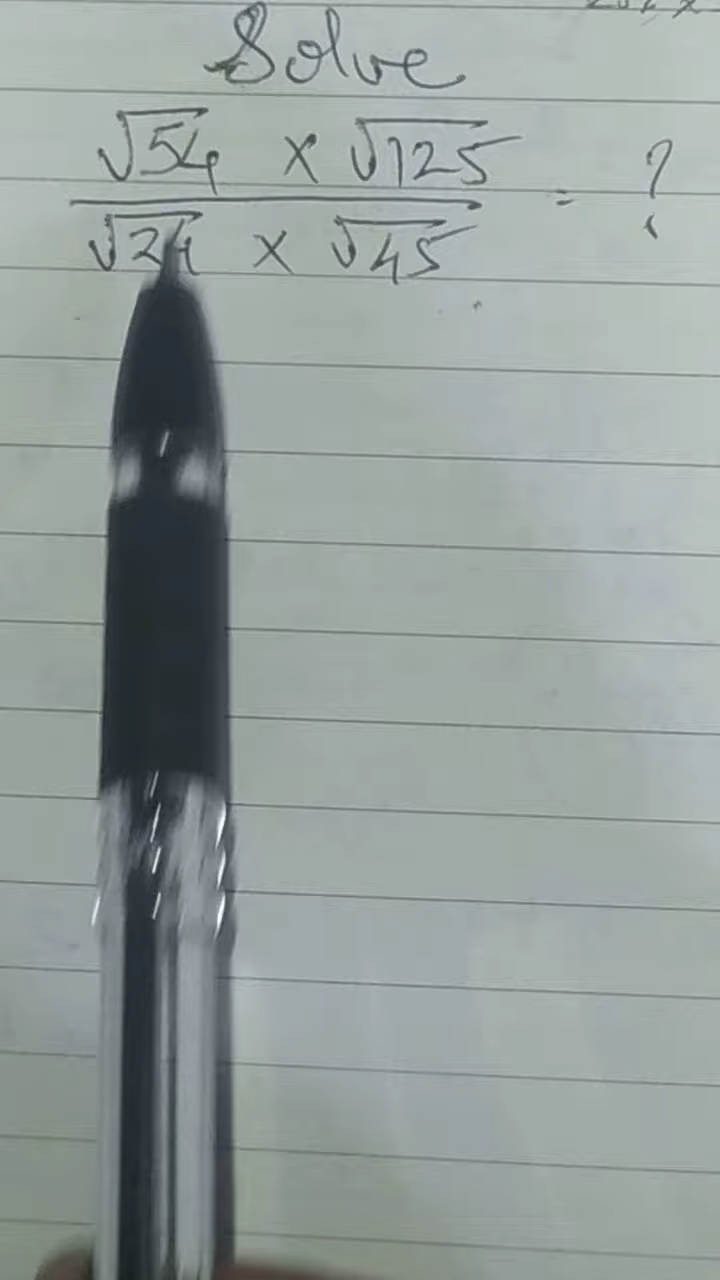 Solve
√54 × √125
√24 × √45 = ?